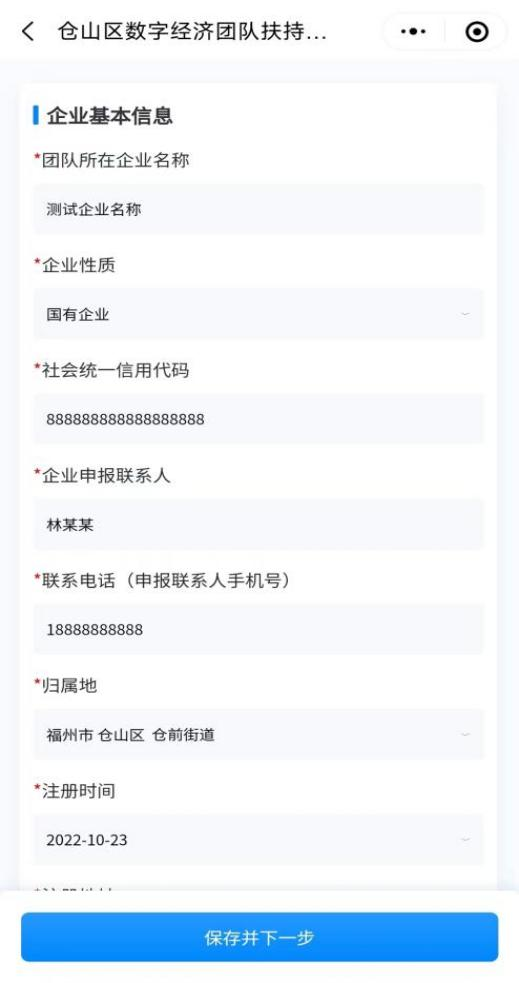 仓山区数字经济团队扶持...
企业基本信息
*团队所在企业名称
测试企业名称
*企业性质
国有企业
*社会统一信用代码
888888888888888888
*企业申报联系人
林某某
*联系电话（申报联系人手机号）
18888888888
*归属地
福州市 仓山区 仓前街道
*注册时间
2022-10-23
保存并下一步